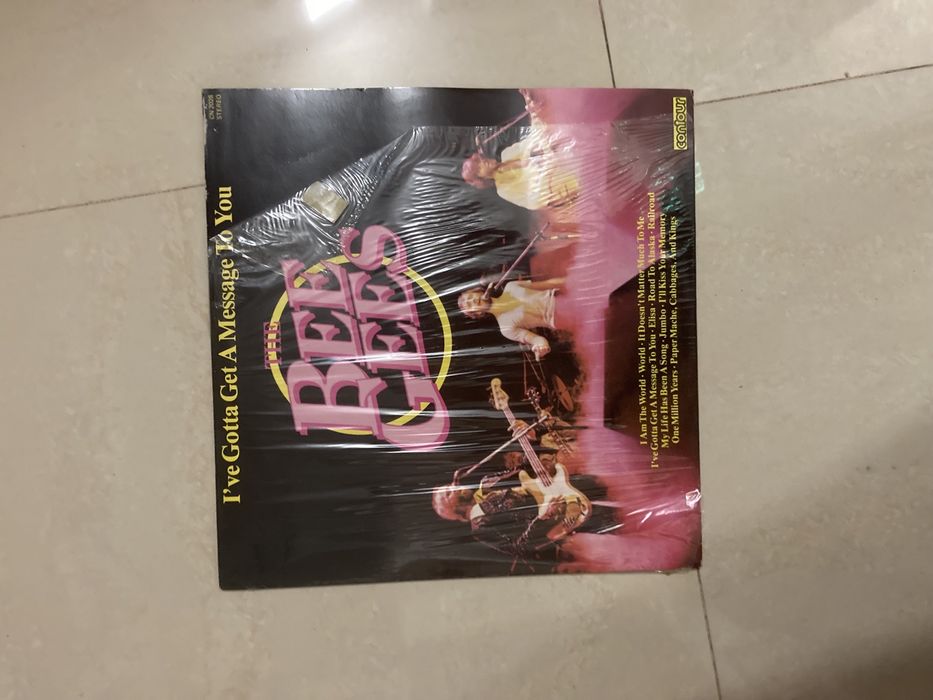 CN 2028
STEREO
I've Gotta Get A Message To You
THE
BEE
GEES
I Am The World · World · It Doesn't Matter Much To Me
I've Gotta Get A Message To You · Elisa · Road To Alaska · Railroad
My Life Has Been A Song · Jumbo · I'll Kiss Your Memory
One Million Years · Paper Mache, Cabbages, And Kings
contour